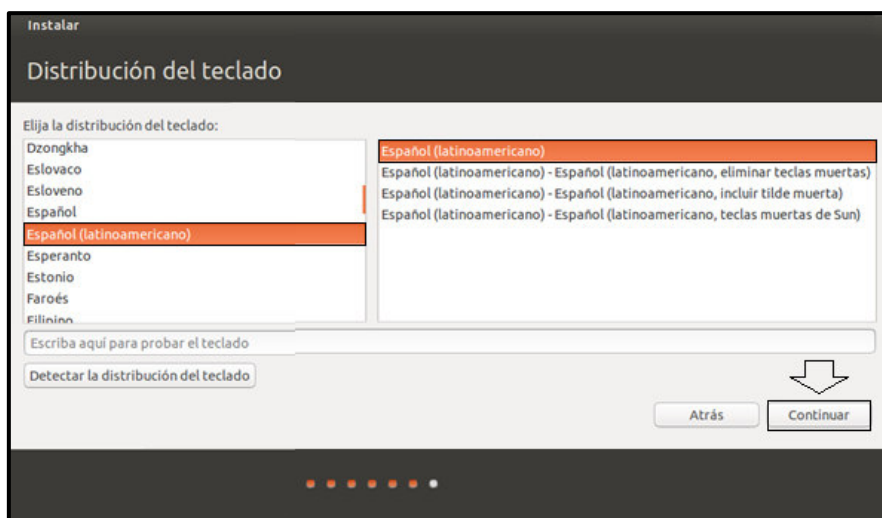 Instalar
Distribución del teclado
Elija la distribución del teclado:
Dzongkha
Eslovaco
Esloveno
Español
Español (latinoamericano)
Esperanto
Estonio
Faroés
Filipino
Español (latinoamericano)
Español (latinoamericano) - Español (latinoamericano, eliminar teclas muertas)
Español (latinoamericano) - Español (latinoamericano, incluir tilde muerta)
Español (latinoamericano) - Español (latinoamericano, teclas muertas de Sun)
Escriba aquí para probar el teclado
Detectar la distribución del teclado
Atrás
Continuar